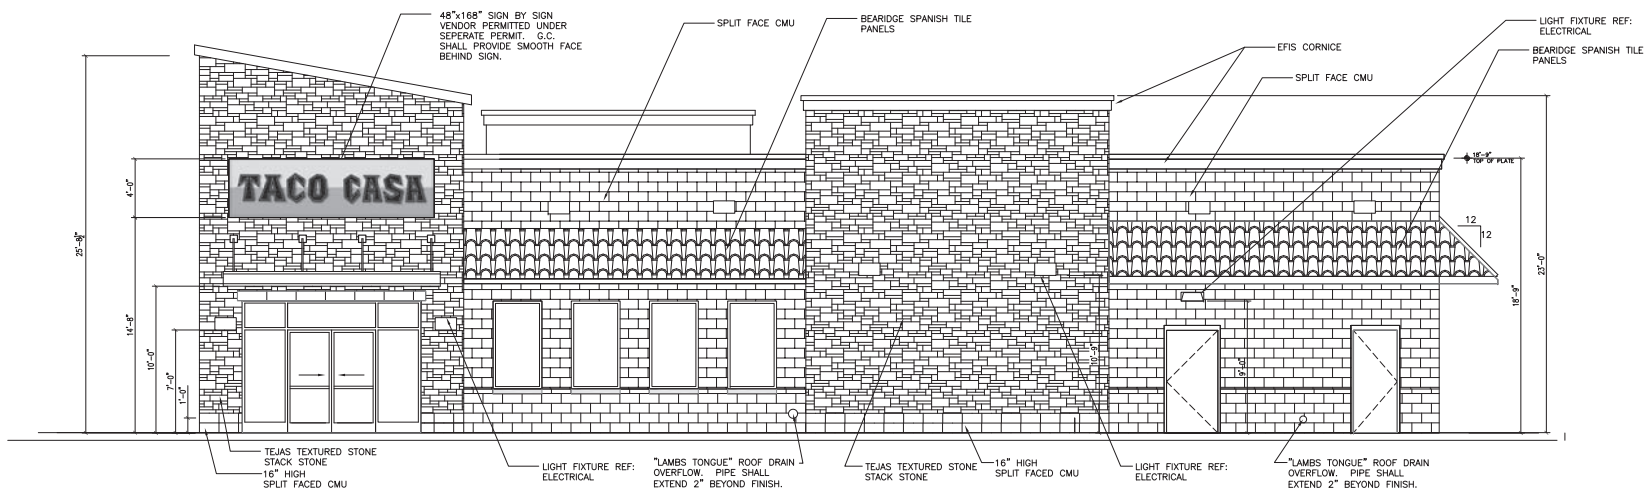 48"x168" SIGN BY SIGN
VENDOR PERMITTED UNDER
SEPERATE PERMIT. G.C.
SHALL PROVIDE SMOOTH FACE
BEHIND SIGN.
SPLIT FACE CMU
BEARIDGE SPANISH TILE
PANELS
EFIS CORNICE
SPLIT FACE CMU
LIGHT FIXTURE REF:
ELECTRICAL
BEARIDGE SPANISH TILE
PANELS
18'-9"
TOP OF PLATE
TACO CASA
4'-0"
14'-8"
10'-0"
7'-0"
1'-0"
12
12
23'-0"
18'-9"
10'-9"
9'-0"
TEJAS TEXTURED STONE
STACK STONE
16" HIGH
SPLIT FACED CMU
LIGHT FIXTURE REF:
ELECTRICAL
"LAMBS TONGUE" ROOF DRAIN
OVERFLOW. PIPE SHALL
EXTEND 2" BEYOND FINISH.
TEJAS TEXTURED STONE
STACK STONE
16" HIGH
SPLIT FACED CMU
LIGHT FIXTURE REF:
ELECTRICAL
"LAMBS TONGUE" ROOF DRAIN
OVERFLOW. PIPE SHALL
EXTEND 2" BEYOND FINISH.